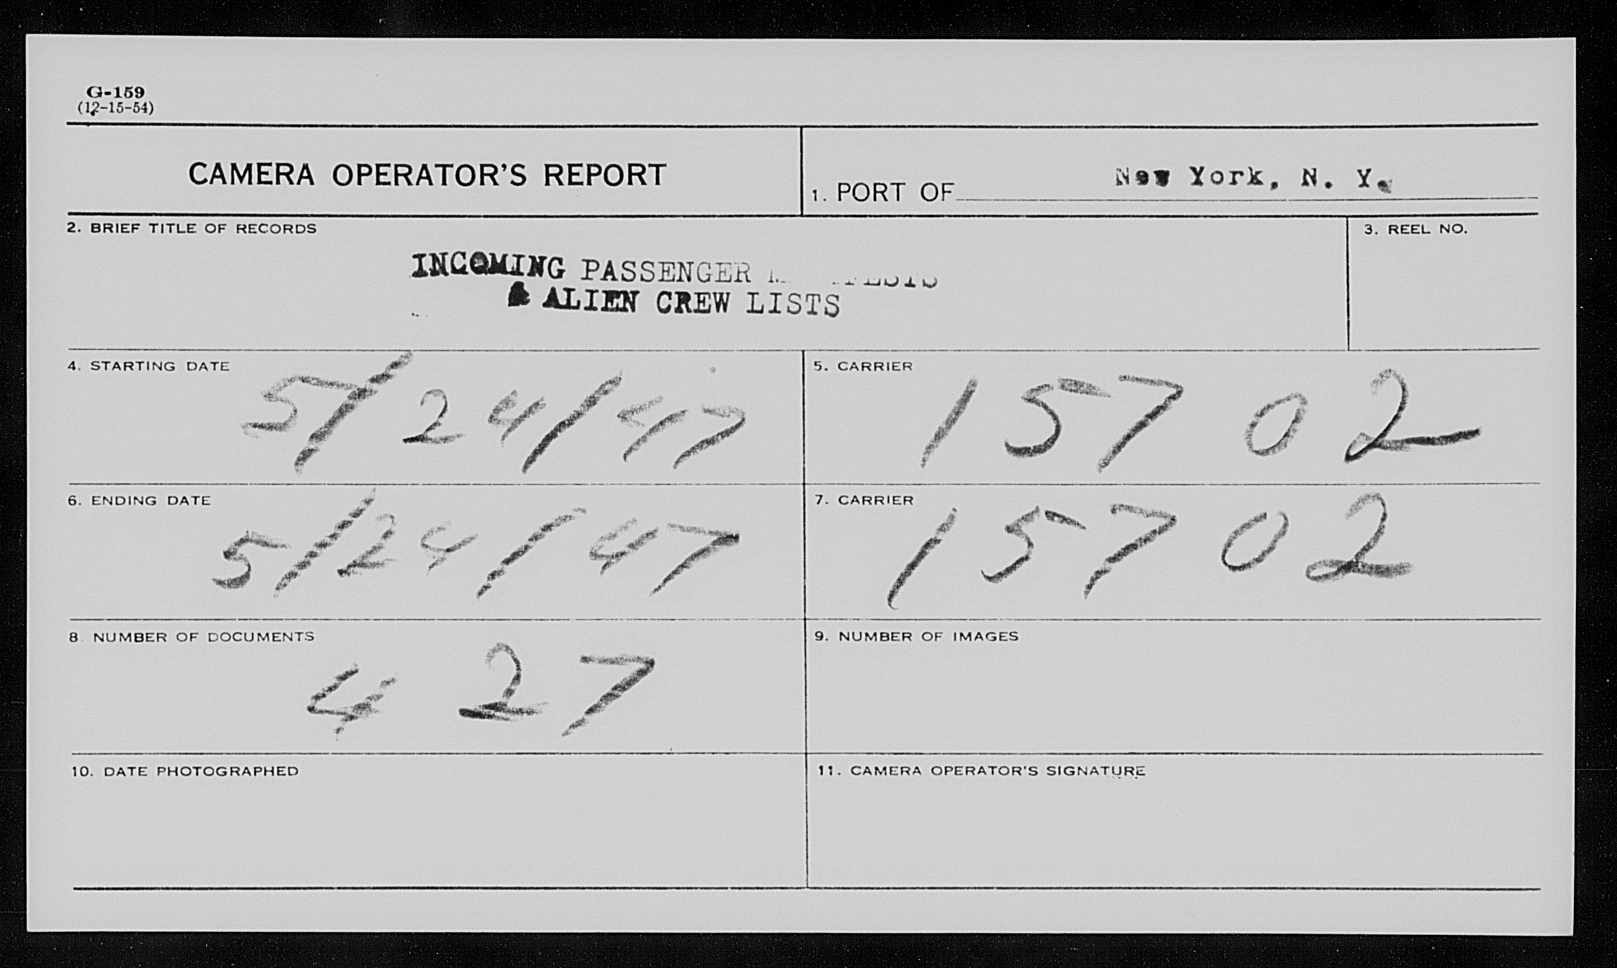 G-159
(12-15-54)
CAMERA OPERATOR'S REPORT
1. PORT OF New York, N. Y.
2. BRIEF TITLE OF RECORDS
3. REEL NO.
INCOMING PASSENGER
& ALIEN CREW LISTS
4. STARTING DATE
5/24/47
5. CARRIER
15702
6. ENDING DATE
5/24/47
7. CARRIER
15702
8 NUMBER OF DOCUMENTS
427
9. NUMBER OF IMAGES
10. DATE PHOTOGRAPHED
11. CAMERA OPERATOR'S SIGNATURE